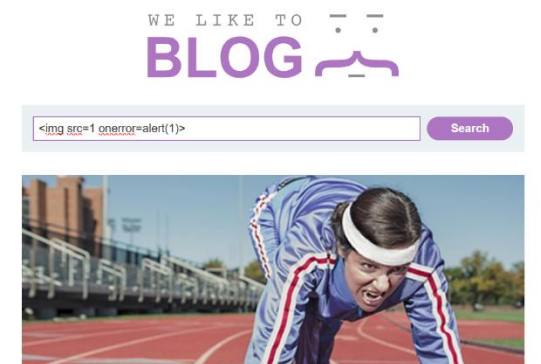 WE LIKE TO
BLOG
<img src=1 onerror=alert(1)>
Search